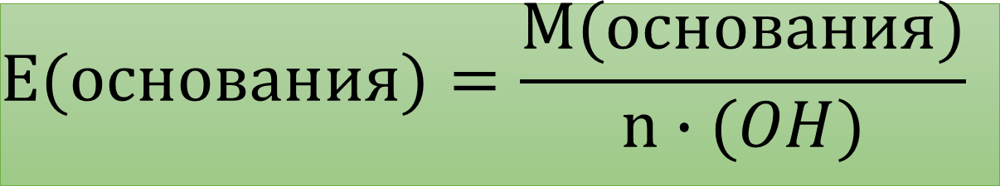 E(основания) = M(основания) / n · (OH)